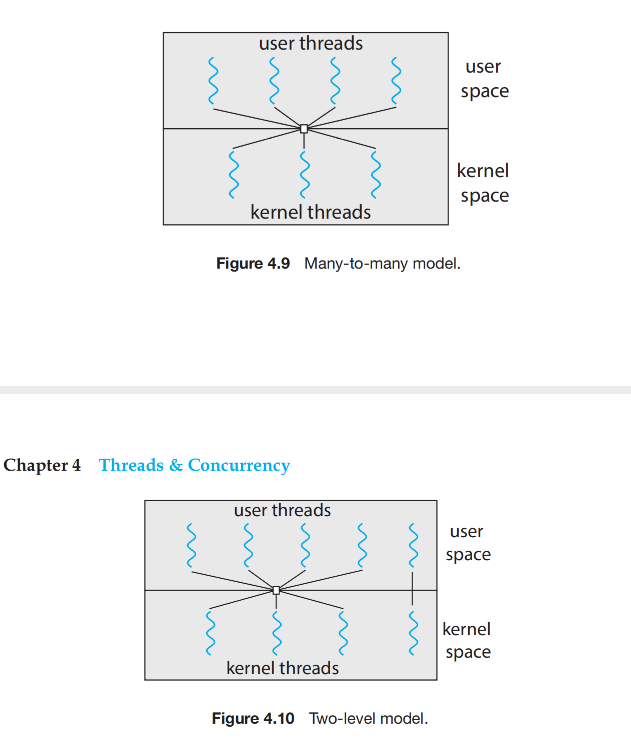 user threads
user
space
kernel
space
kernel threads
Figure 4.9 Many-to-many model.
Chapter 4 Threads & Concurrency
user threads
user
space
kernel
space
kernel threads
Figure 4.10 Two-level model.